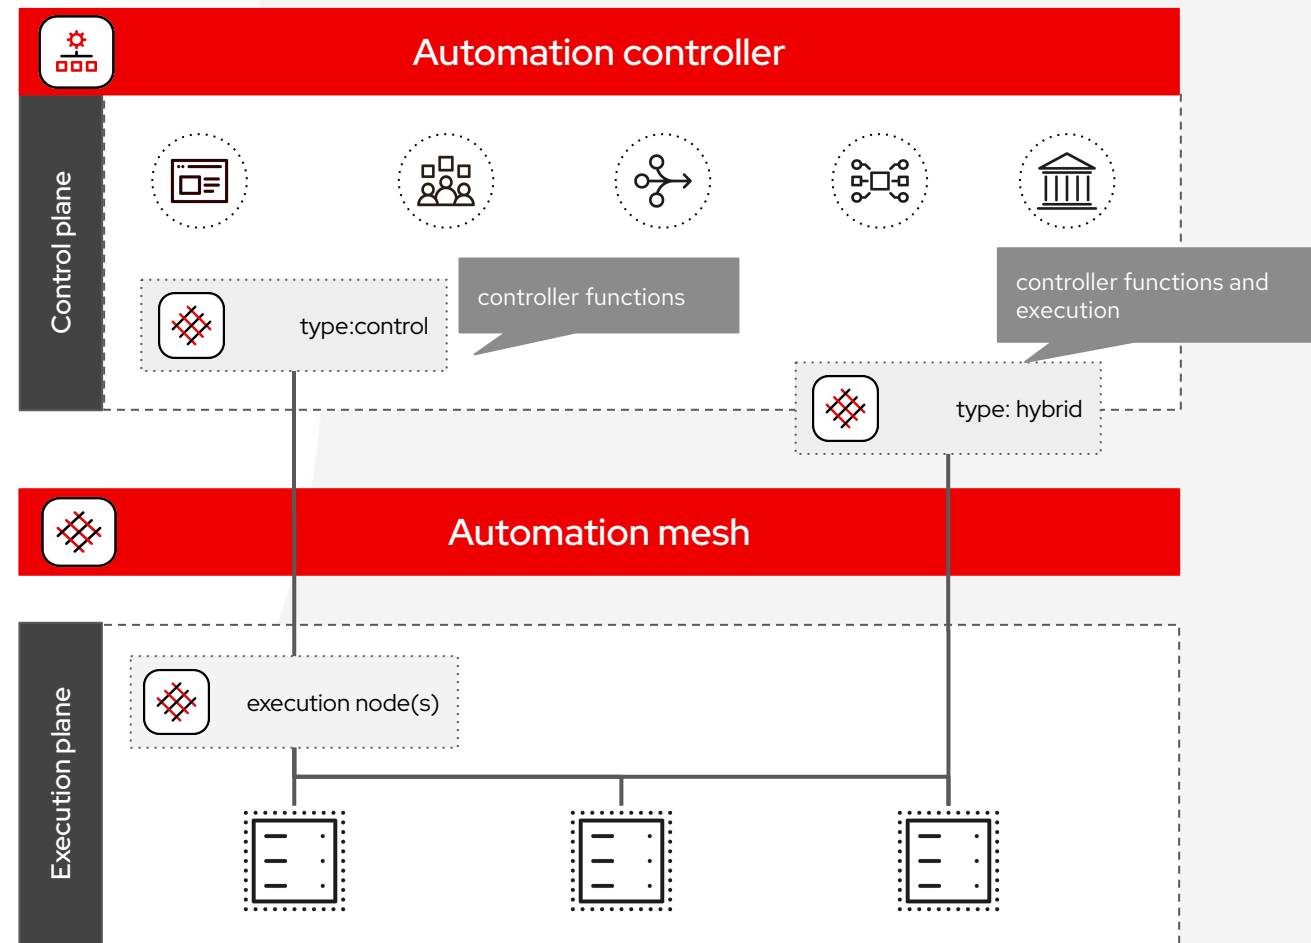 Automation controller
Control plane
controller functions
controller functions and
execution
type:control
type: hybrid
Automation mesh
Execution plane
execution node(s)